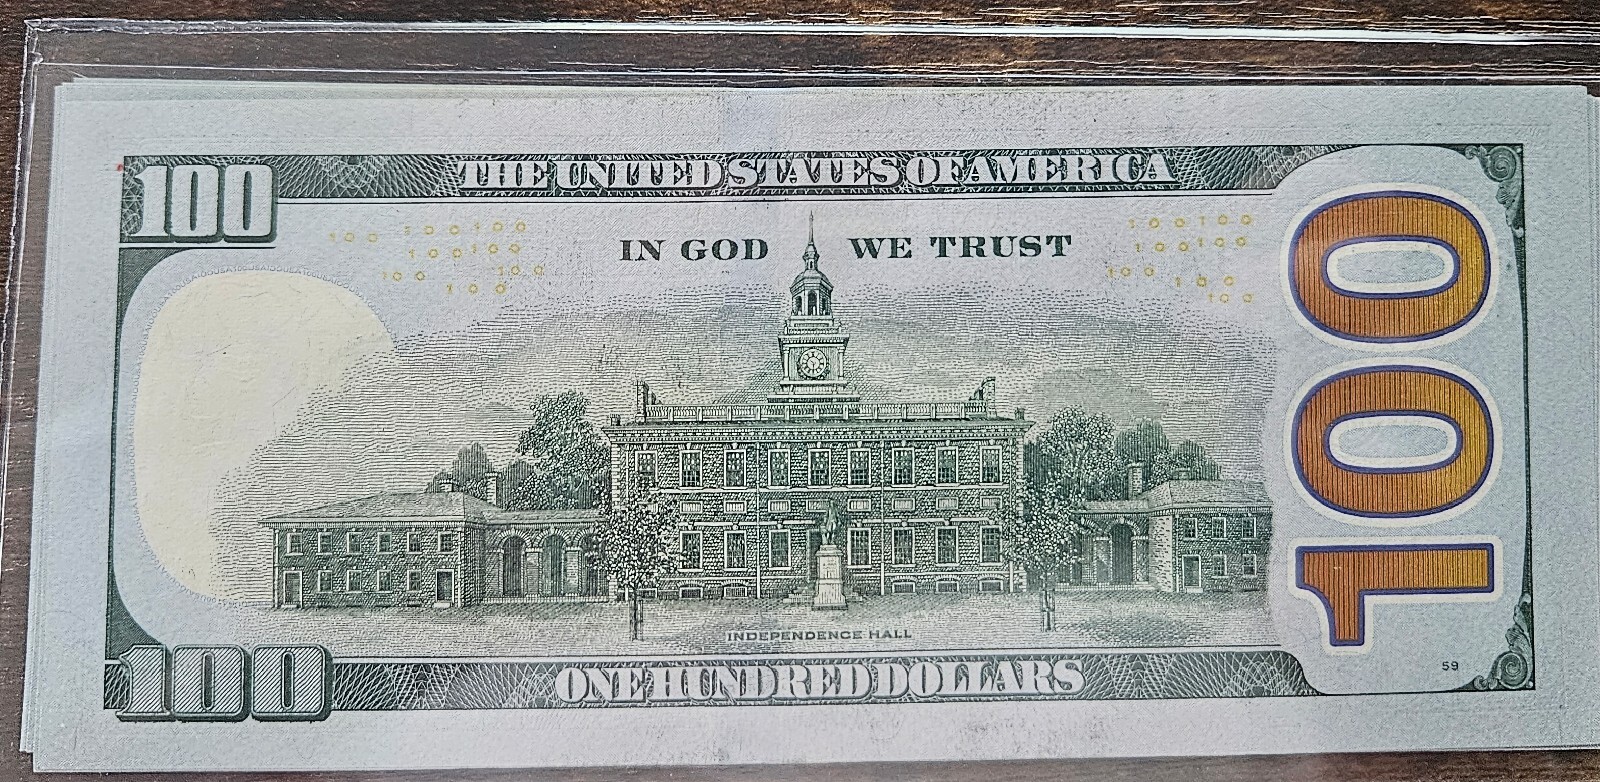 100
THE UNITED STATES OF AMERICA
IN GOD WE TRUST
100
INDEPENDENCE HALL
100
ONE HUNDRED DOLLARS
59